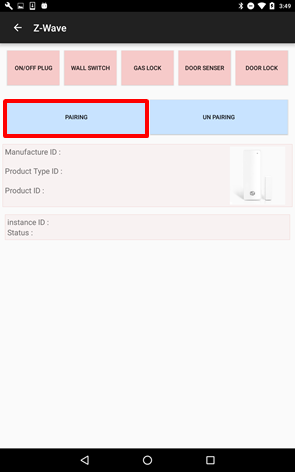 3:49
Z-Wave
ON/OFF PLUG WALL SWITCH GAS LOCK DOOR SENSER DOOR LOCK
PAIRING UN PAIRING
Manufacture ID :
Product Type ID :
Product ID :
instance ID :
Status :